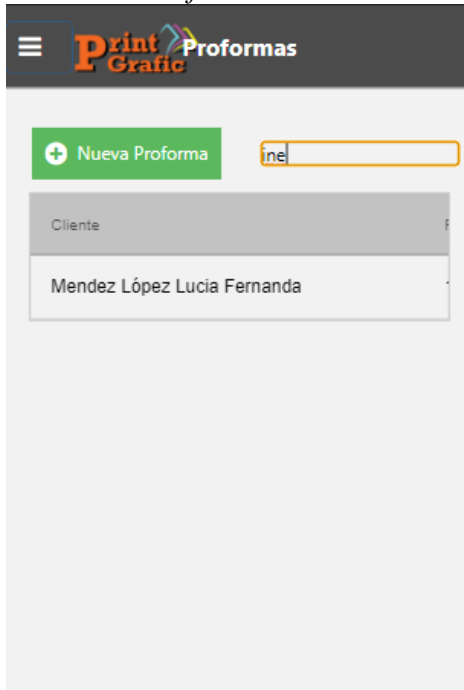 Print
Grafic
Proformas
Nueva Proforma
ine
Cliente
Mendez López Lucia Fernanda